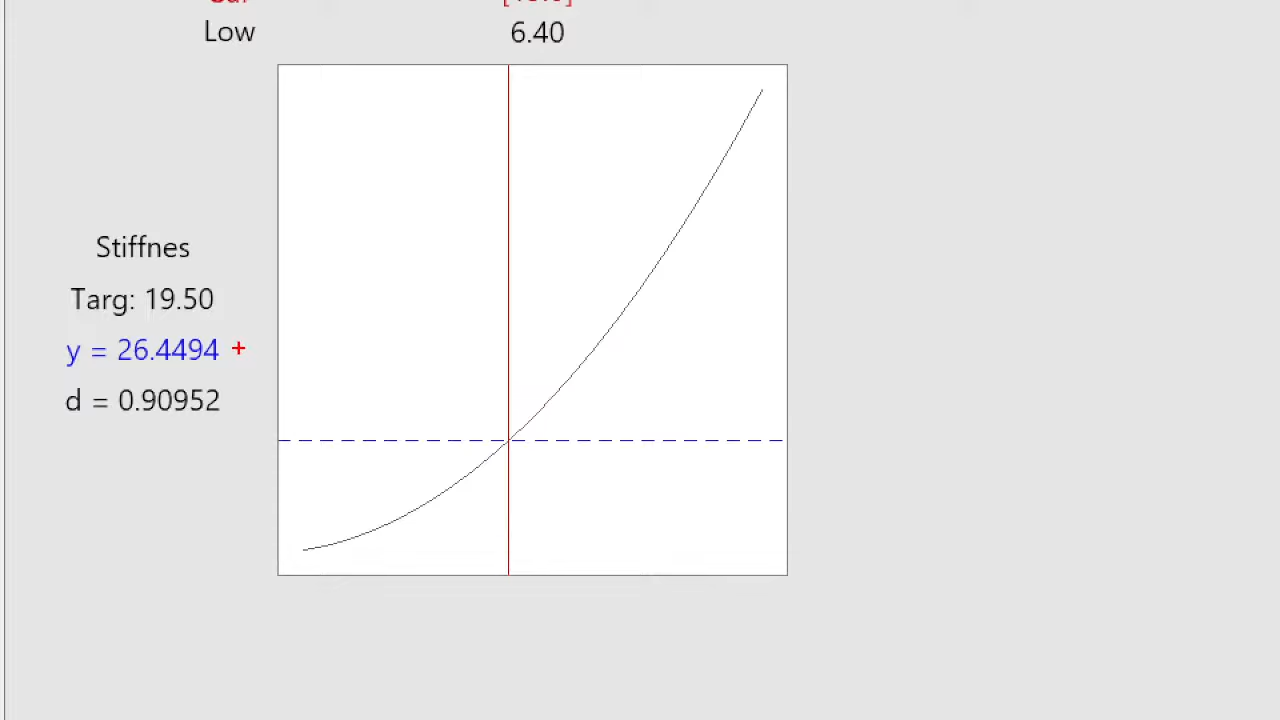 Low 6.40
Stiffnes
Targ: 19.50
y = 26.4494 +
d = 0.90952